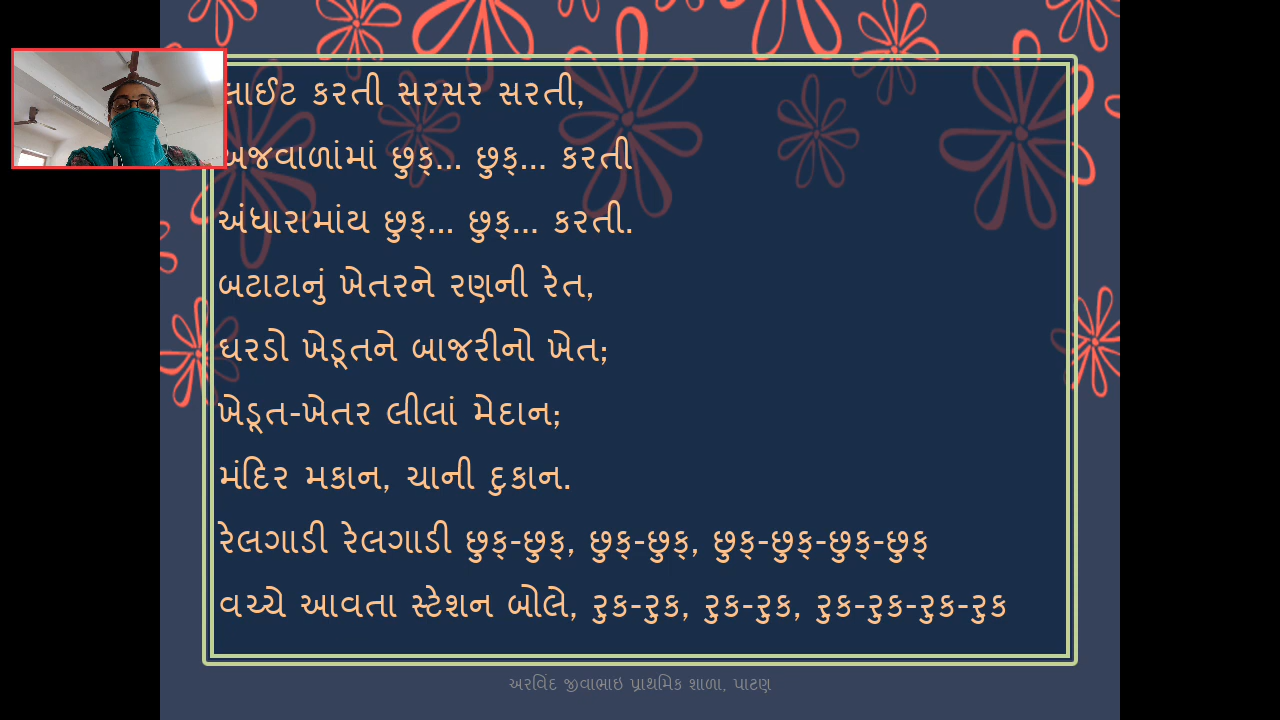 લાઈટ કરતી સરસર સરતી,
અજવાળાંમાં છુક્... છુક્... કરતી
અંધારામાંય છુક્... છુક્... કરતી.
બટાટાનું ખેતરને રણની રેત,
ઘરડો ખેડૂતને બાજરીનો ખેત;
ખેડૂત-ખેતર લીલાં મેદાન;
મંદિર મકાન, ચાની દુકાન.
રેલગાડી રેલગાડી છુક્-છુક્, છુક્-છુક્, છુક્-છુક્-છુક્-છુક્
વચ્ચે આવતા સ્ટેશન બોલે, રુક-રુક, રુક-રુક, રુક-રુક-રુક-રુક
અરવિંદ જીવાભાઇ પ્રાથમિક શાળા, પાટણ